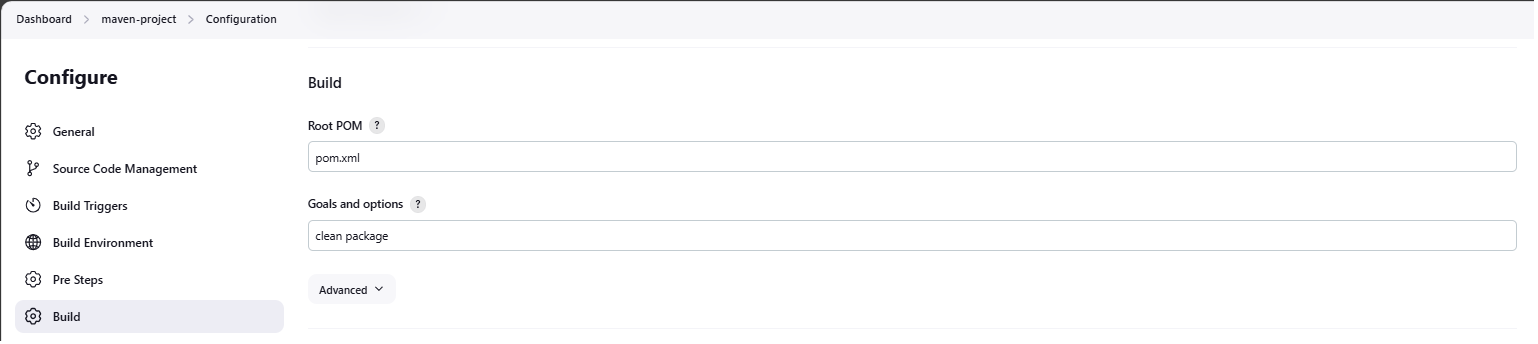 Dashboard > maven-project > Configuration
Configure
General
Source Code Management
Build Triggers
Build Environment
Pre Steps
Build
Build
Root POM ?
pom.xml
Goals and options ?
clean package
Advanced